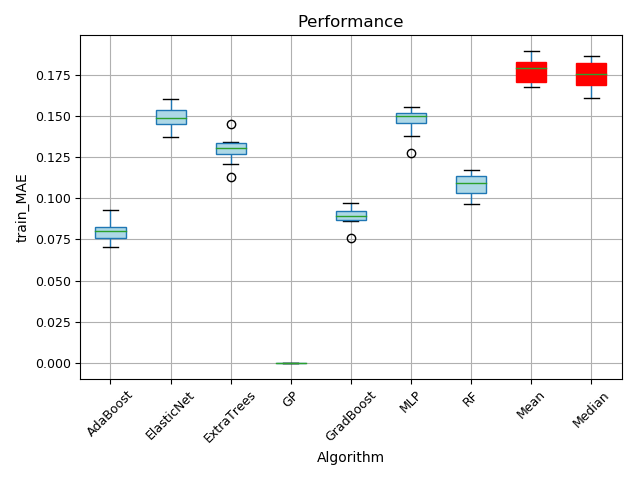 Performance
train_MAE
0.175
0.150
0.125
0.100
0.075
0.050
0.025
0.000
AdaBoost
ElasticNet
ExtraTrees
GP
GradBoost
MLP
RF
Mean
Median
Algorithm